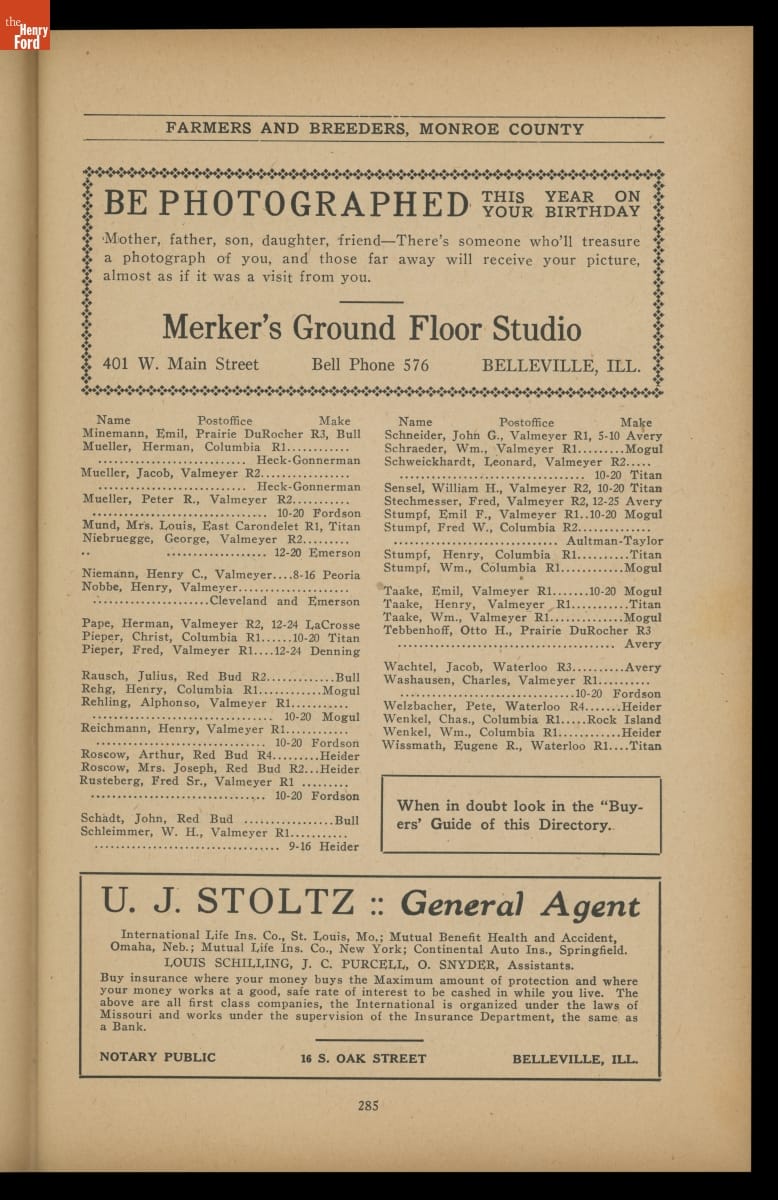 the
Henry
Ford
FARMERS AND BREEDERS, MONROE COUNTY
BE PHOTOGRAPHED THIS YEAR ON
YOUR BIRTHDAY
Mother, father, son, daughter, friend—There's someone who'll treasure
a photograph of you, and those far away will receive your picture,
almost as if it was a visit from you.
Merker's Ground Floor Studio
401 W. Main Street Bell Phone 576 BELLEVILLE, ILL.
Name Postoffice Make
Minemann, Emil, Prairie DuRocher R3, Bull
Mueller, Herman, Columbia R1............
........................... Heck-Gonnerman
Mueller, Jacob, Valmeyer R2................
........................... Heck-Gonnerman
Mueller, Peter R., Valmeyer R2..........
................................ 10-20 Fordson
Mund, Mrs. Louis, East Carondelet R1, Titan
Niebruegge, George, Valmeyer R2........
.. .................. 12-20 Emerson
Niemann, Henry C., Valmeyer....8-16 Peoria
Nobbe, Henry, Valmeyer....................
.....................Cleveland and Emerson
Pape, Herman, Valmeyer R2, 12-24 LaCrosse
Pieper, Christ, Columbia R1......10-20 Titan
Pieper, Fred, Valmeyer R1....12-24 Denning
Rausch, Julius, Red Bud R2.............Bull
Rehg, Henry, Columbia R1............Mogul
Rehling, Alphonso, Valmeyer R1..........
................................. 10-20 Mogul
Reichmann, Henry, Valmeyer R1............
............................... 10-20 Fordson
Roscow, Arthur, Red Bud R4.........Heider
Roscow, Mrs. Joseph, Red Bud R2...Heider
Rusteberg, Fred Sr., Valmeyer R1 .........
................................ 10-20 Fordson
Schadt, John, Red Bud ................Bull
Schleimmer, W. H., Valmeyer R1...........
.................................. 9-16 Heider
Name Postoffice Make
Schneider, John G., Valmeyer R1, 5-10 Avery
Schraeder, Wm., Valmeyer R1.........Mogul
Schweickhardt, Leonard, Valmeyer R2.....
.................................. 10-20 Titan
Sensel, William H., Valmeyer R2, 10-20 Titan
Stechmesser, Fred, Valmeyer R2, 12-25 Avery
Stumpf, Emil F., Valmeyer R1..10-20 Mogul
Stumpf, Fred W., Columbia R2..............
.............................. Aultman-Taylor
Stumpf, Henry, Columbia R1..........Titan
Stumpf, Wm., Columbia R1............Mogul
Taake, Emil, Valmeyer R1.......10-20 Mogul
Taake, Henry, Valmeyer R1...........Titan
Taake, Wm., Valmeyer R1.............Mogul
Tebbenhoff, Otto H., Prairie DuRocher R3
........................................ Avery
Wachtel, Jacob, Waterloo R3..........Avery
Washausen, Charles, Valmeyer R1..........
................................10-20 Fordson
Welzbacher, Pete, Waterloo R4.......Heider
Wenkel, Chas., Columbia R1.....Rock Island
Wenkel, Wm., Columbia R1............Heider
Wissmath, Eugene R., Waterloo R1....Titan
When in doubt look in the "Buy-
ers' Guide of this Directory.
U. J. STOLTZ :: General Agent
International Life Ins. Co., St. Louis, Mo.; Mutual Benefit Health and Accident,
Omaha, Neb.; Mutual Life Ins. Co., New York; Continental Auto Ins., Springfield.
LOUIS SCHILLING, J. C. PURCELL, O. SNYDER, Assistants.
Buy insurance where your money buys the Maximum amount of protection and where
your money works at a good, safe rate of interest to be cashed in while you live. The
above are all first class companies, the International is organized under the laws of
Missouri and works under the supervision of the Insurance Department, the same as
a Bank.
NOTARY PUBLIC 16 S. OAK STREET BELLEVILLE, ILL.
285